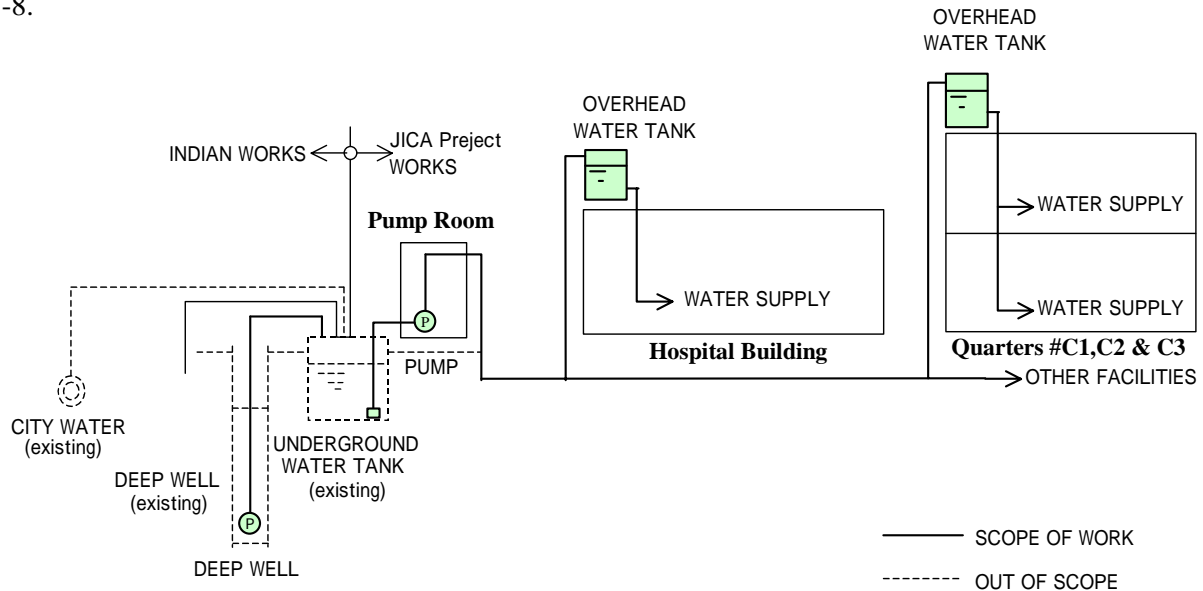 -8.
OVERHEAD
WATER TANK
OVERHEAD
WATER TANK
INDIAN WORKS
JICA Preject
WORKS
Pump Room
WATER SUPPLY
WATER SUPPLY
WATER SUPPLY
P
PUMP
Hospital Building
Quarters #C1,C2 & C3
OTHER FACILITIES
CITY WATER
(existing)
UNDERGROUND
WATER TANK
(existing)
DEEP WELL
(existing)
P
DEEP WELL
SCOPE OF WORK
OUT OF SCOPE